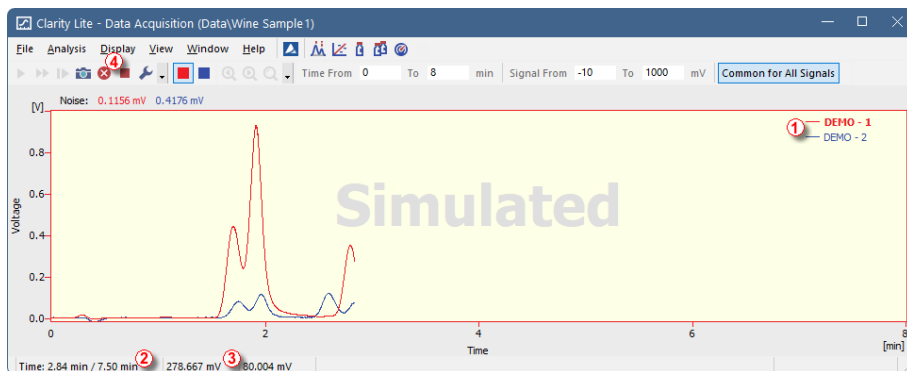 Clarity Lite - Data Acquisition (Data\Wine Sample1)
File Analysis Display View Window Help
4
Time From 0 To 8 min Signal From -10 To 1000 mV Common for All Signals
[V] Noise: 0.1156 mV 0.4176 mV
1 DEMO - 1
DEMO - 2
0.8
0.6
Simulated
Voltage
0.4
0.2
0.0
0 2 4 6 8
Time [min]
Time: 2.84 min / 7.50 min 2 278.667 mV 3 80.004 mV